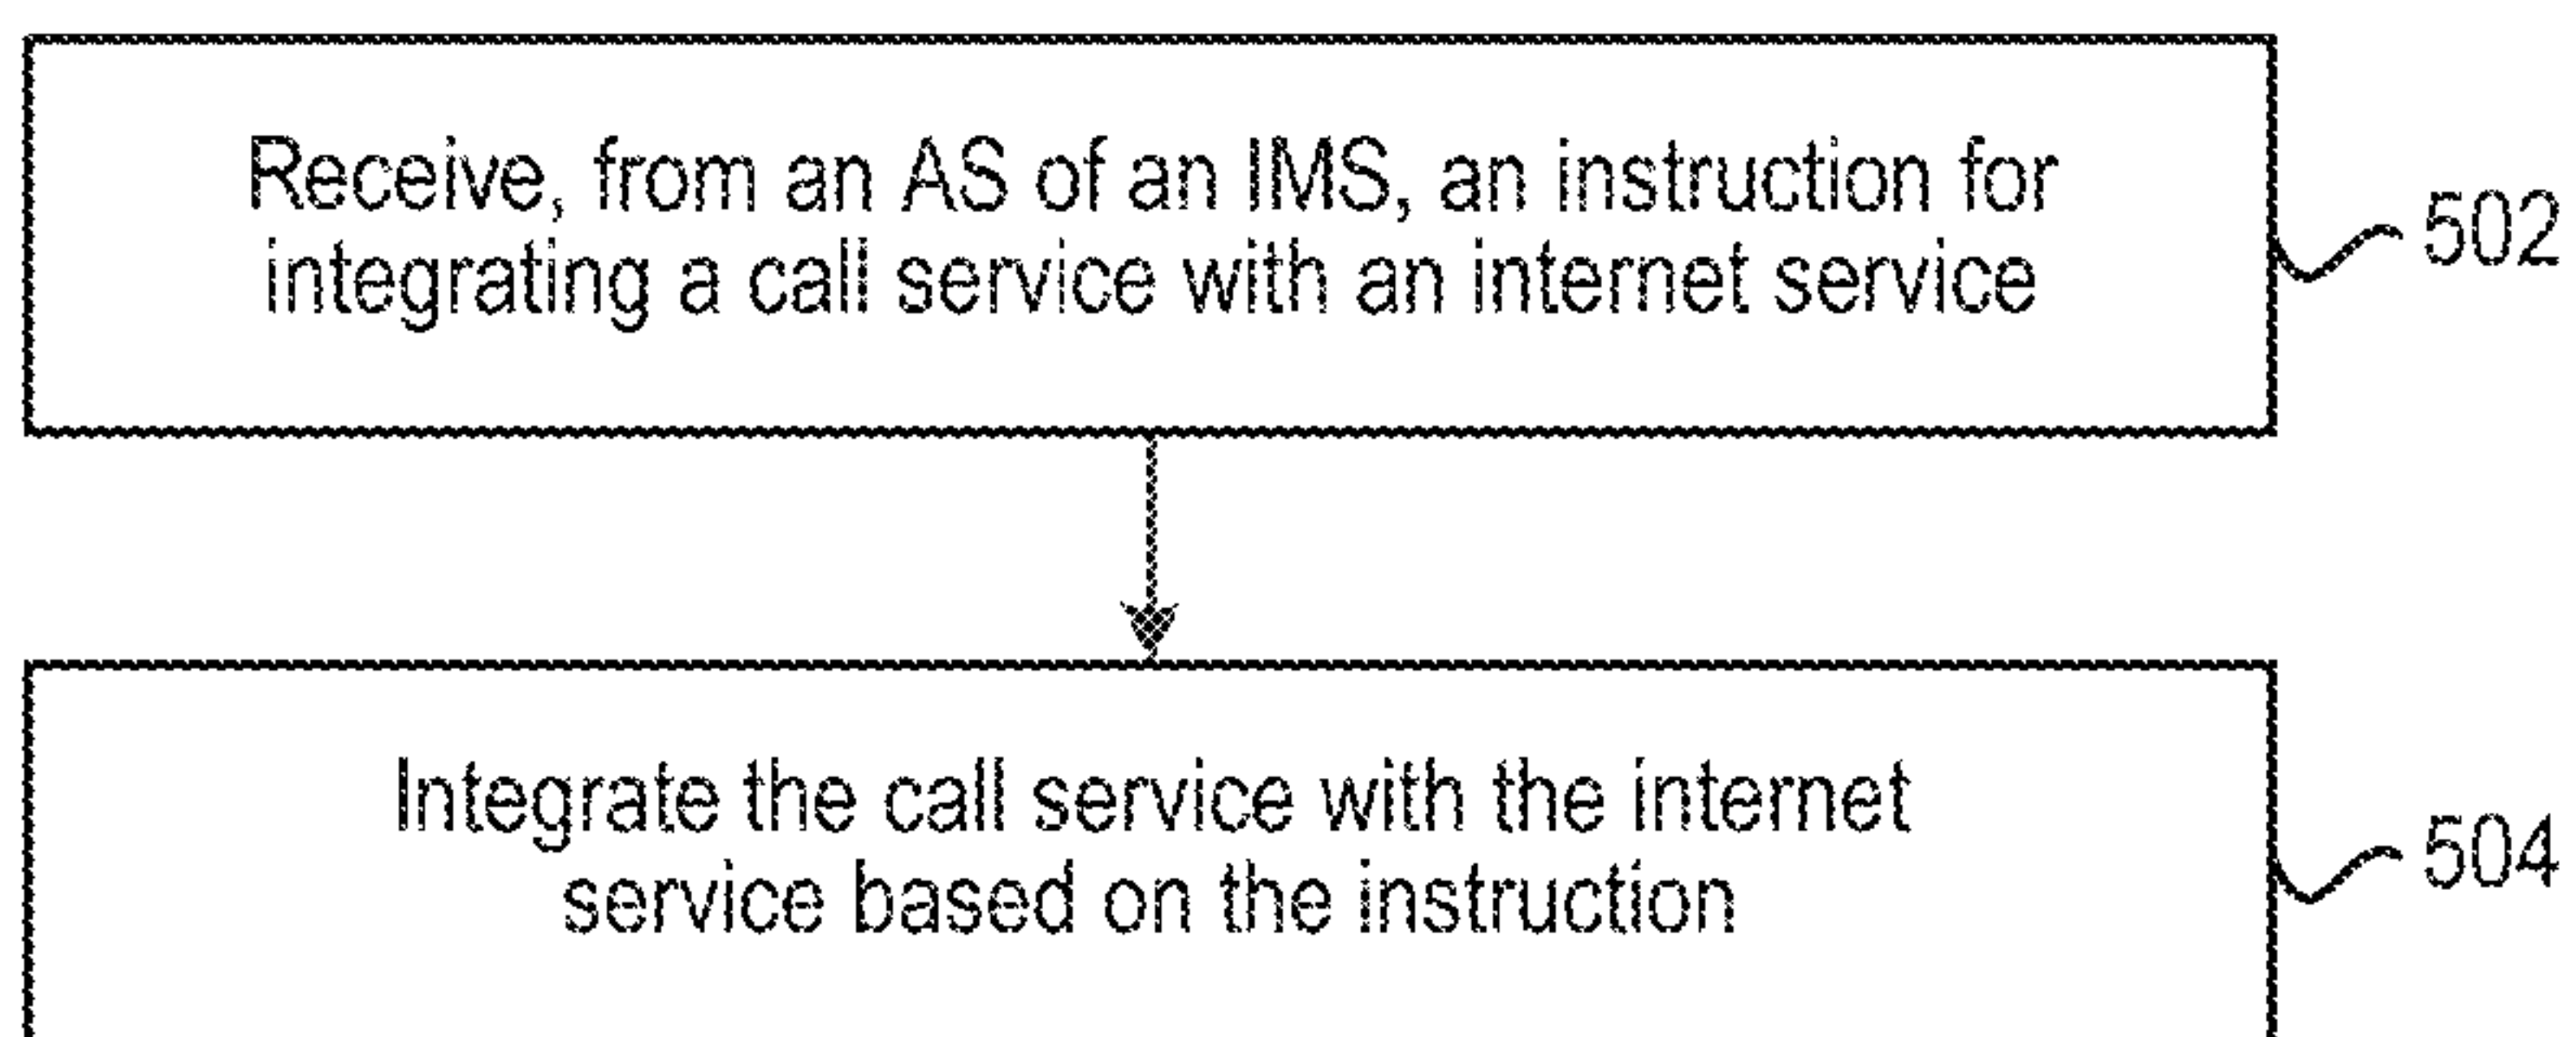 Receive, from an AS of an IMS, an instruction for
integrating a call service with an internet service
502
Integrate the call service with the internet
service based on the instruction
504